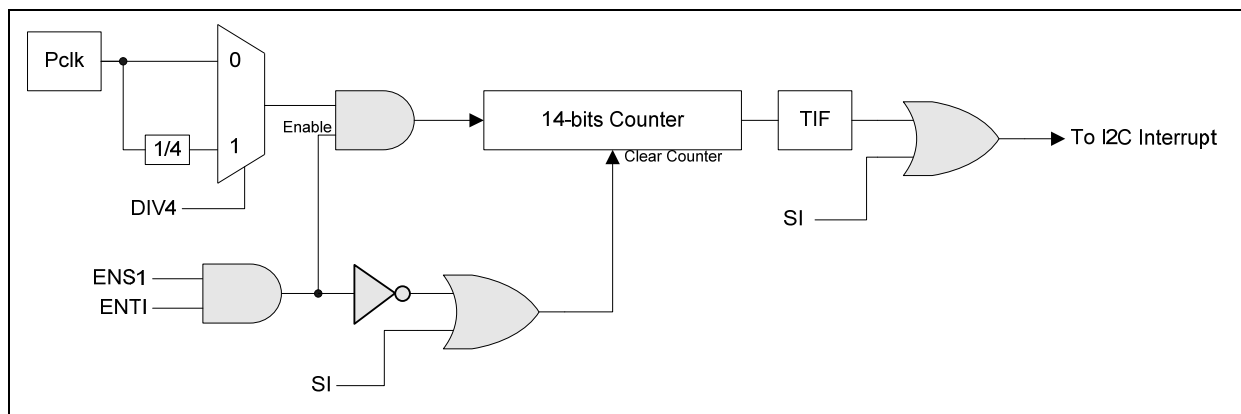 Pclk
0
1/4
1
DIV4
Enable
14-bits Counter
Clear Counter
TIF
SI
To I2C Interrupt
ENS1
ENTI
SI